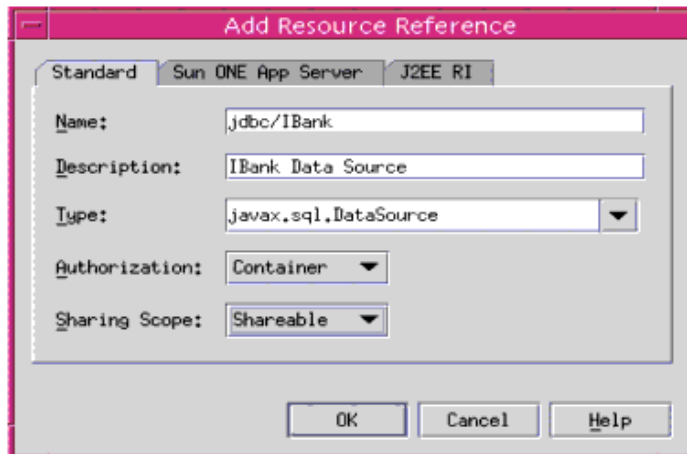 Add Resource Reference
Standard Sun ONE App Server J2EE RI
Name: jdbc/IBank
Description: IBank Data Source
Type: javax.sql.DataSource
Authorization: Container
Sharing Scope: Shareable
OK Cancel Help